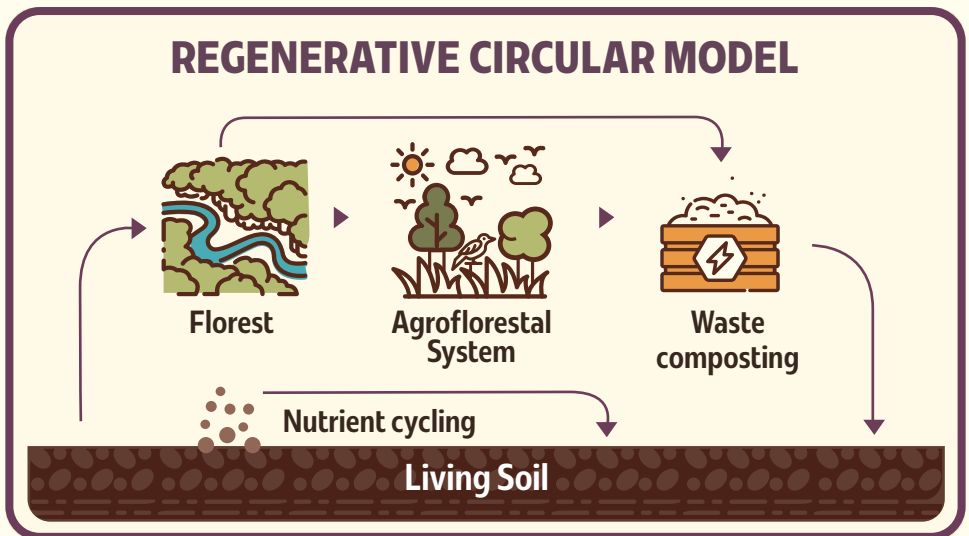 REGENERATIVE CIRCULAR MODEL
Florest
Agroflorestal
System
Waste
composting
Nutrient cycling
Living Soil